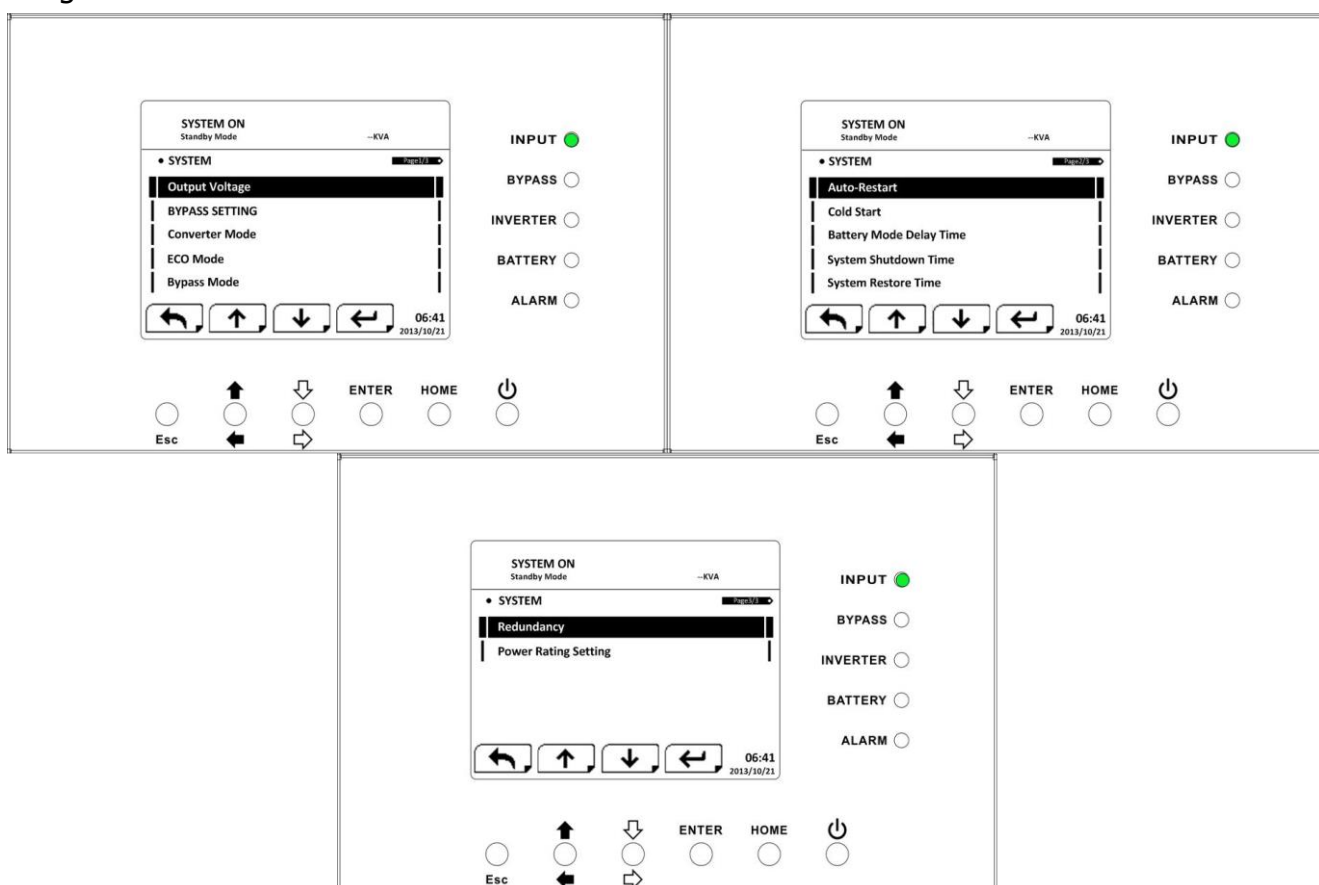 SYSTEM ON
Standby Mode --KVA
• SYSTEM Page1/3
Output Voltage
BYPASS SETTING
Converter Mode
ECO Mode
Bypass Mode
06:41
2013/10/21
INPUT
BYPASS
INVERTER
BATTERY
ALARM
ENTER HOME
Esc
SYSTEM ON
Standby Mode --KVA
• SYSTEM Page2/3
Auto-Restart
Cold Start
Battery Mode Delay Time
System Shutdown Time
System Restore Time
06:41
2013/10/21
INPUT
BYPASS
INVERTER
BATTERY
ALARM
ENTER HOME
Esc
SYSTEM ON
Standby Mode --KVA
• SYSTEM Page3/3
Redundancy
Power Rating Setting
06:41
2013/10/21
INPUT
BYPASS
INVERTER
BATTERY
ALARM
ENTER HOME
Esc